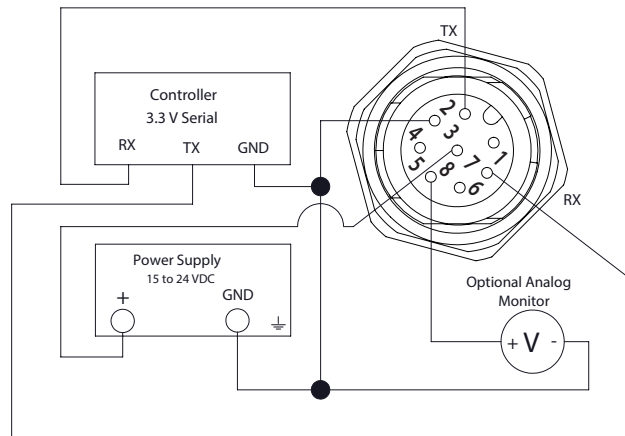 TX
Controller
3.3 V Serial
RX TX GND
2
3
4
1
5
8
7
6
RX
Power Supply
15 to 24 VDC
+ GND
Optional Analog
Monitor
+ V -